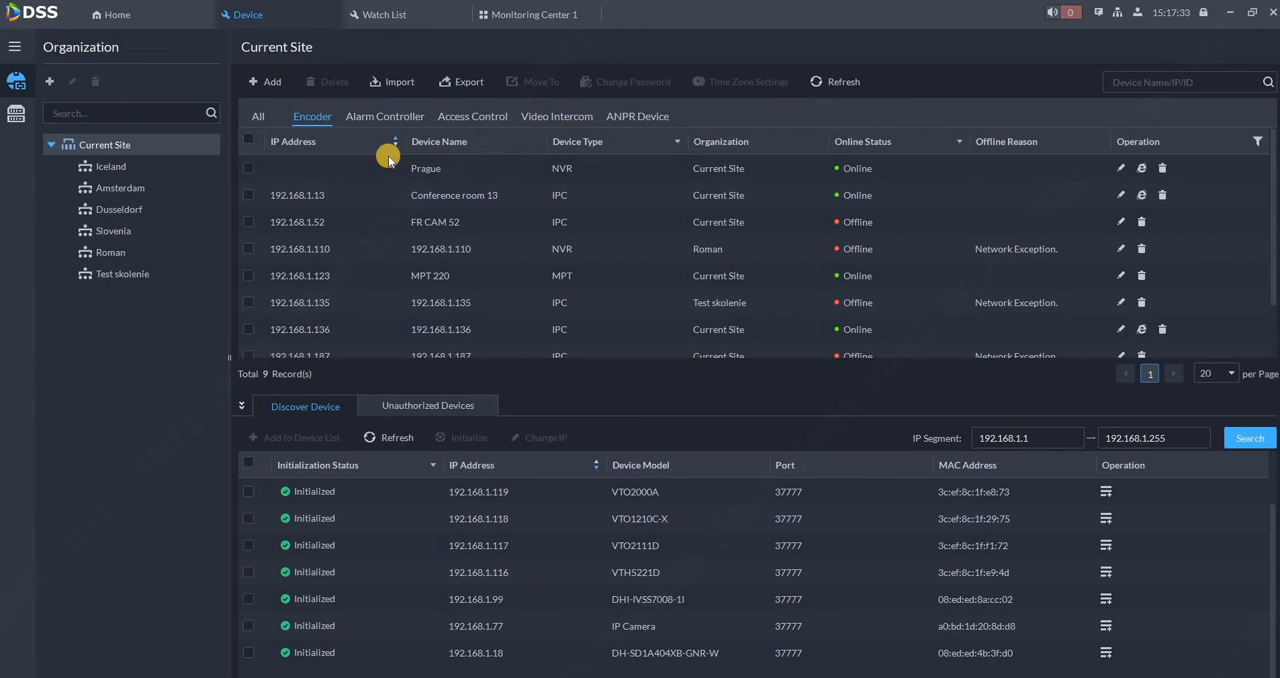 DSS Home Device Watch List Monitoring Center 1 0 15:17:33
Organization Current Site
Add Delete Import Export Move To Change Password Time Zone Settings Refresh Device Name/IP/ID
Search...
All Encoder Alarm Controller Access Control Video Intercom ANPR Device
Current Site
Iceland
Amsterdam
Dusseldorf
Slovenia
Roman
Test skolenie
IP Address Device Name Device Type Organization Online Status Offline Reason Operation
Prague NVR Current Site Online
192.168.1.13 Conference room 13 IPC Current Site Online
192.168.1.52 FR CAM 52 IPC Current Site Offline
192.168.1.110 192.168.1.110 NVR Roman Offline Network Exception.
192.168.1.123 MPT 220 MPT Current Site Online
192.168.1.135 192.168.1.135 IPC Test skolenie Offline Network Exception.
192.168.1.136 192.168.1.136 IPC Current Site Online
192.168.1.187 192.168.1.187 IPC Current Site Offline Network Exception.
Total 9 Record(s) 1 20 per Page
Discover Device Unauthorized Devices
Add to Device List Refresh Initialize Change IP IP Segment: 192.168.1.1 — 192.168.1.255 Search
Initialization Status IP Address Device Model Port MAC Address Operation
Initialized 192.168.1.119 VTO2000A 37777 3c:ef:8c:1f:e8:73
Initialized 192.168.1.118 VTO1210C-X 37777 3c:ef:8c:1f:29:75
Initialized 192.168.1.117 VTO2111D 37777 3c:ef:8c:1f:f1:72
Initialized 192.168.1.116 VTH5221D 37777 3c:ef:8c:1f:e9:4d
Initialized 192.168.1.99 DHI-IVSS7008-1I 37777 08:ed:ed:8a:cc:02
Initialized 192.168.1.77 IP Camera 37777 a0:bd:1d:20:8d:d8
Initialized 192.168.1.18 DH-SD1A404XB-GNR-W 37777 08:ed:ed:4b:3f:d0